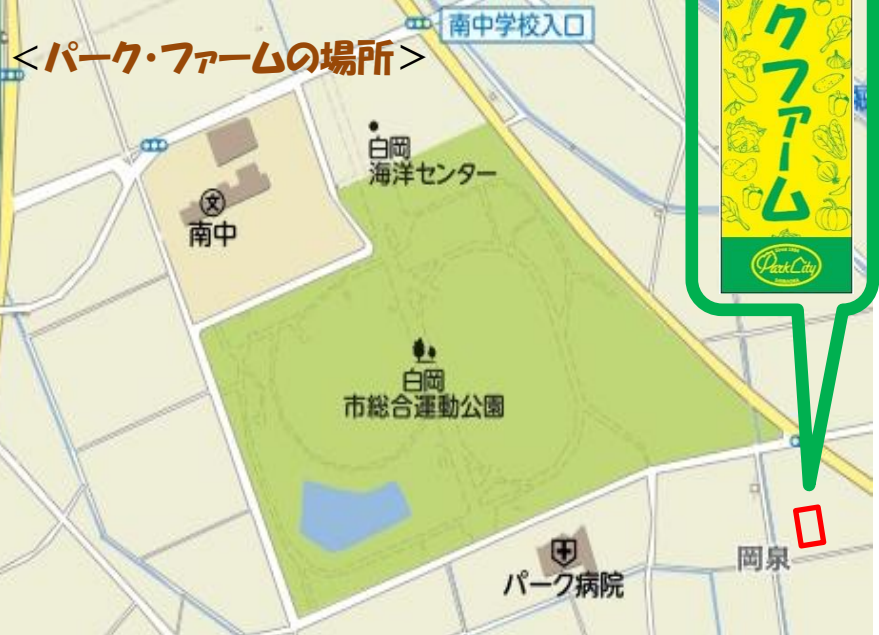 <パーク・ファームの場所>
南中学校入口
白岡
海洋センター
文
南中
クファーム
ParkCity
白岡
市総合運動公園
パーク病院
岡泉